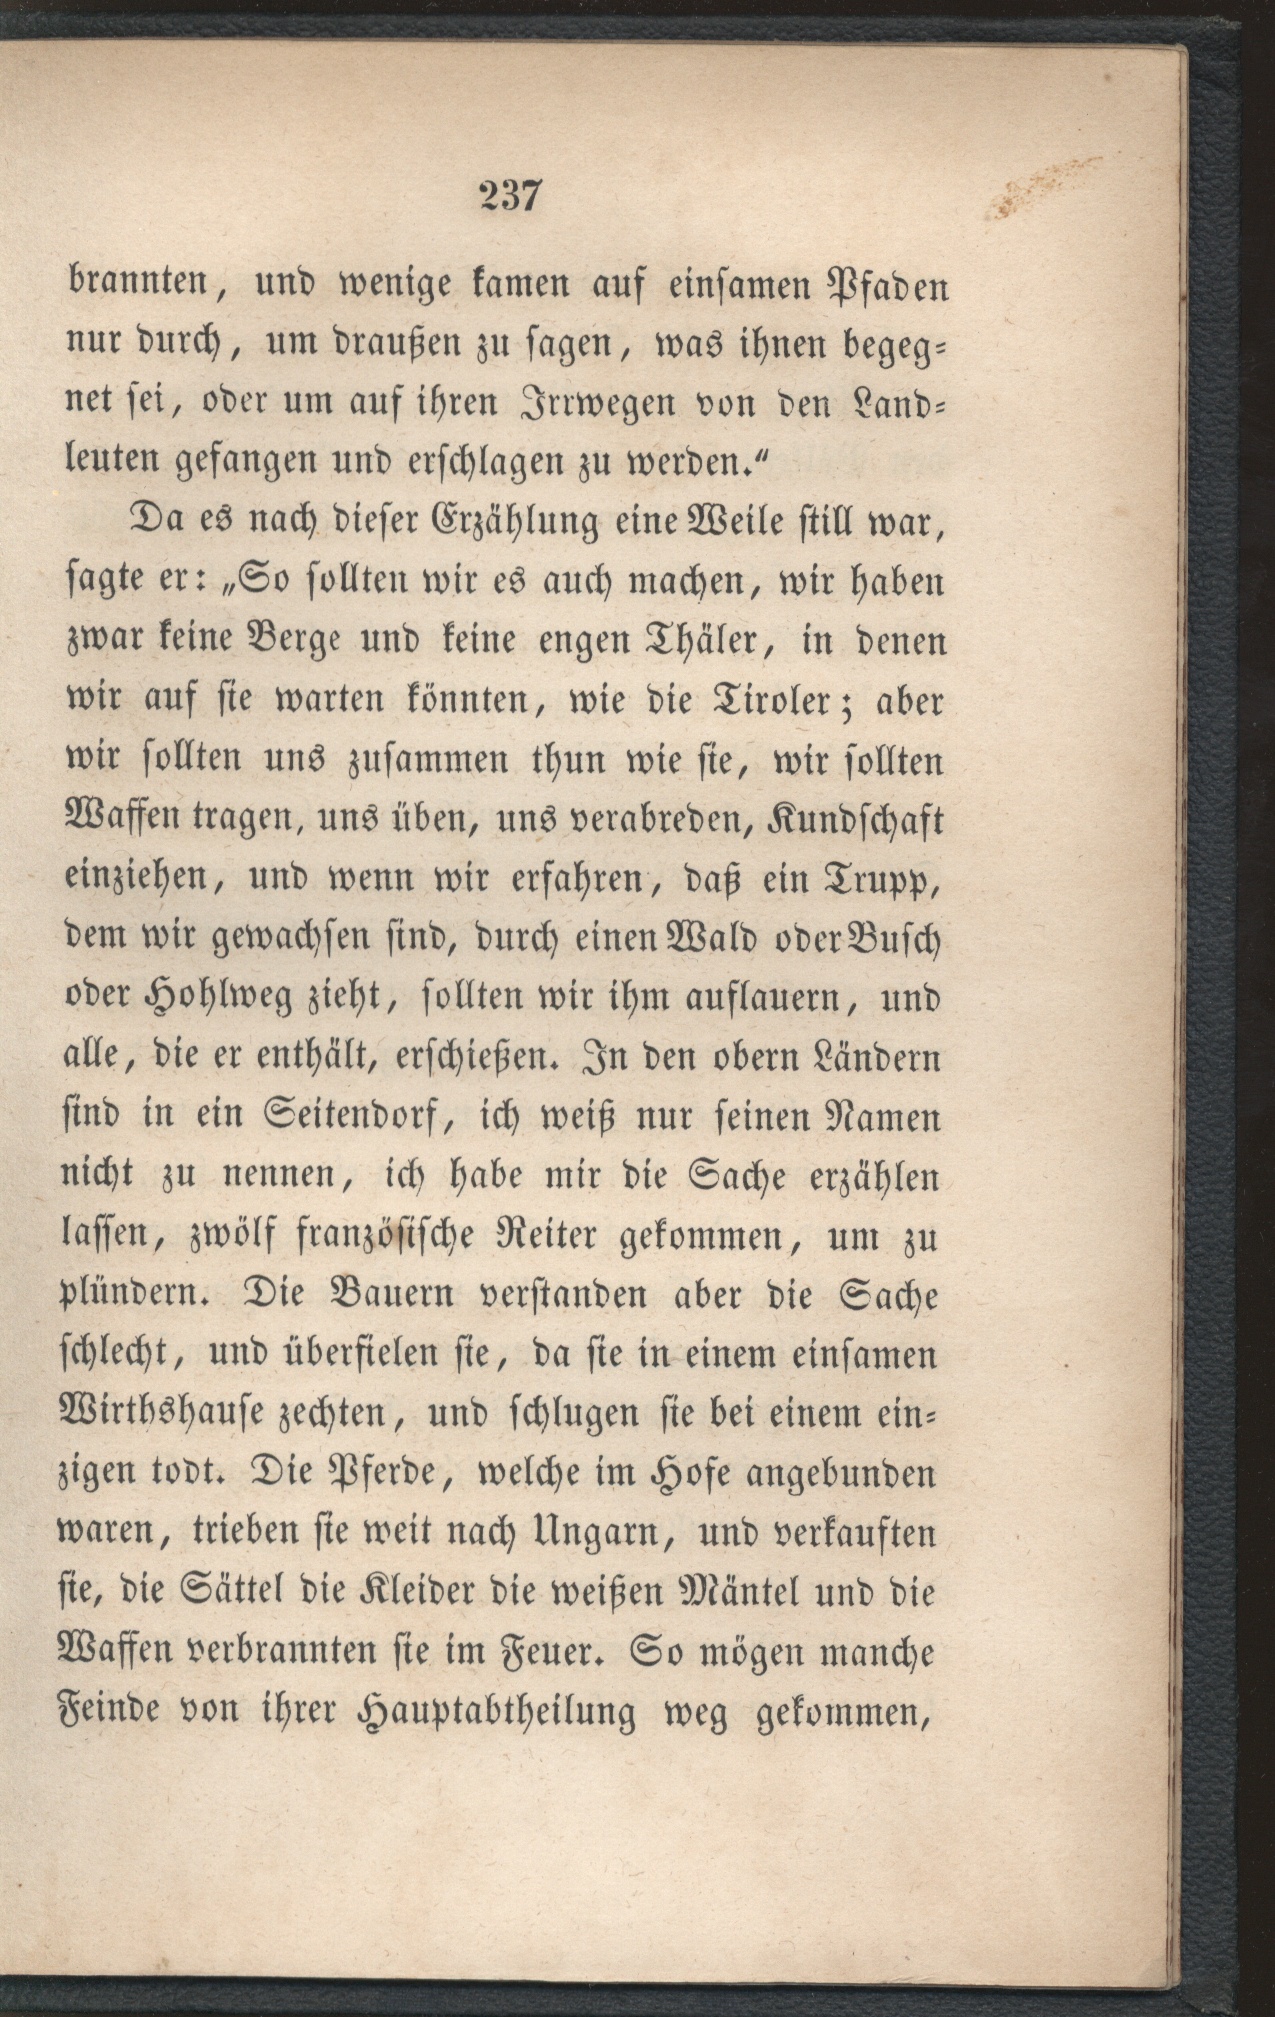 237
brannten, und wenige kamen auf einsamen Pfaden
nur durch, um draußen zu sagen, was ihnen begeg-
net sei, oder um auf ihren Irrwegen von den Land-
leuten gefangen und erschlagen zu werden.“
Da es nach dieser Erzählung eine Weile still war,
sagte er: „So sollten wir es auch machen, wir haben
zwar keine Berge und keine engen Thäler, in denen
wir auf sie warten könnten, wie die Tiroler; aber
wir sollten uns zusammen thun wie sie, wir sollten
Waffen tragen, uns üben, uns verabreden, Kundschaft
einziehen, und wenn wir erfahren, daß ein Trupp,
dem wir gewachsen sind, durch einen Wald oder Busch
oder Hohlweg zieht, sollten wir ihm auflauern, und
alle, die er enthält, erschießen. In den obern Ländern
sind in ein Seitendorf, ich weiß nur seinen Namen
nicht zu nennen, ich habe mir die Sache erzählen
lassen, zwölf französische Reiter gekommen, um zu
plündern. Die Bauern verstanden aber die Sache
schlecht, und überfielen sie, da sie in einem einsamen
Wirthshause zechten, und schlugen sie bei einem ein-
zigen todt. Die Pferde, welche im Hofe angebunden
waren, trieben sie weit nach Ungarn, und verkauften
sie, die Sättel die Kleider die weißen Mäntel und die
Waffen verbrannten sie im Feuer. So mögen manche
Feinde von ihrer Hauptabtheilung weg gekommen,